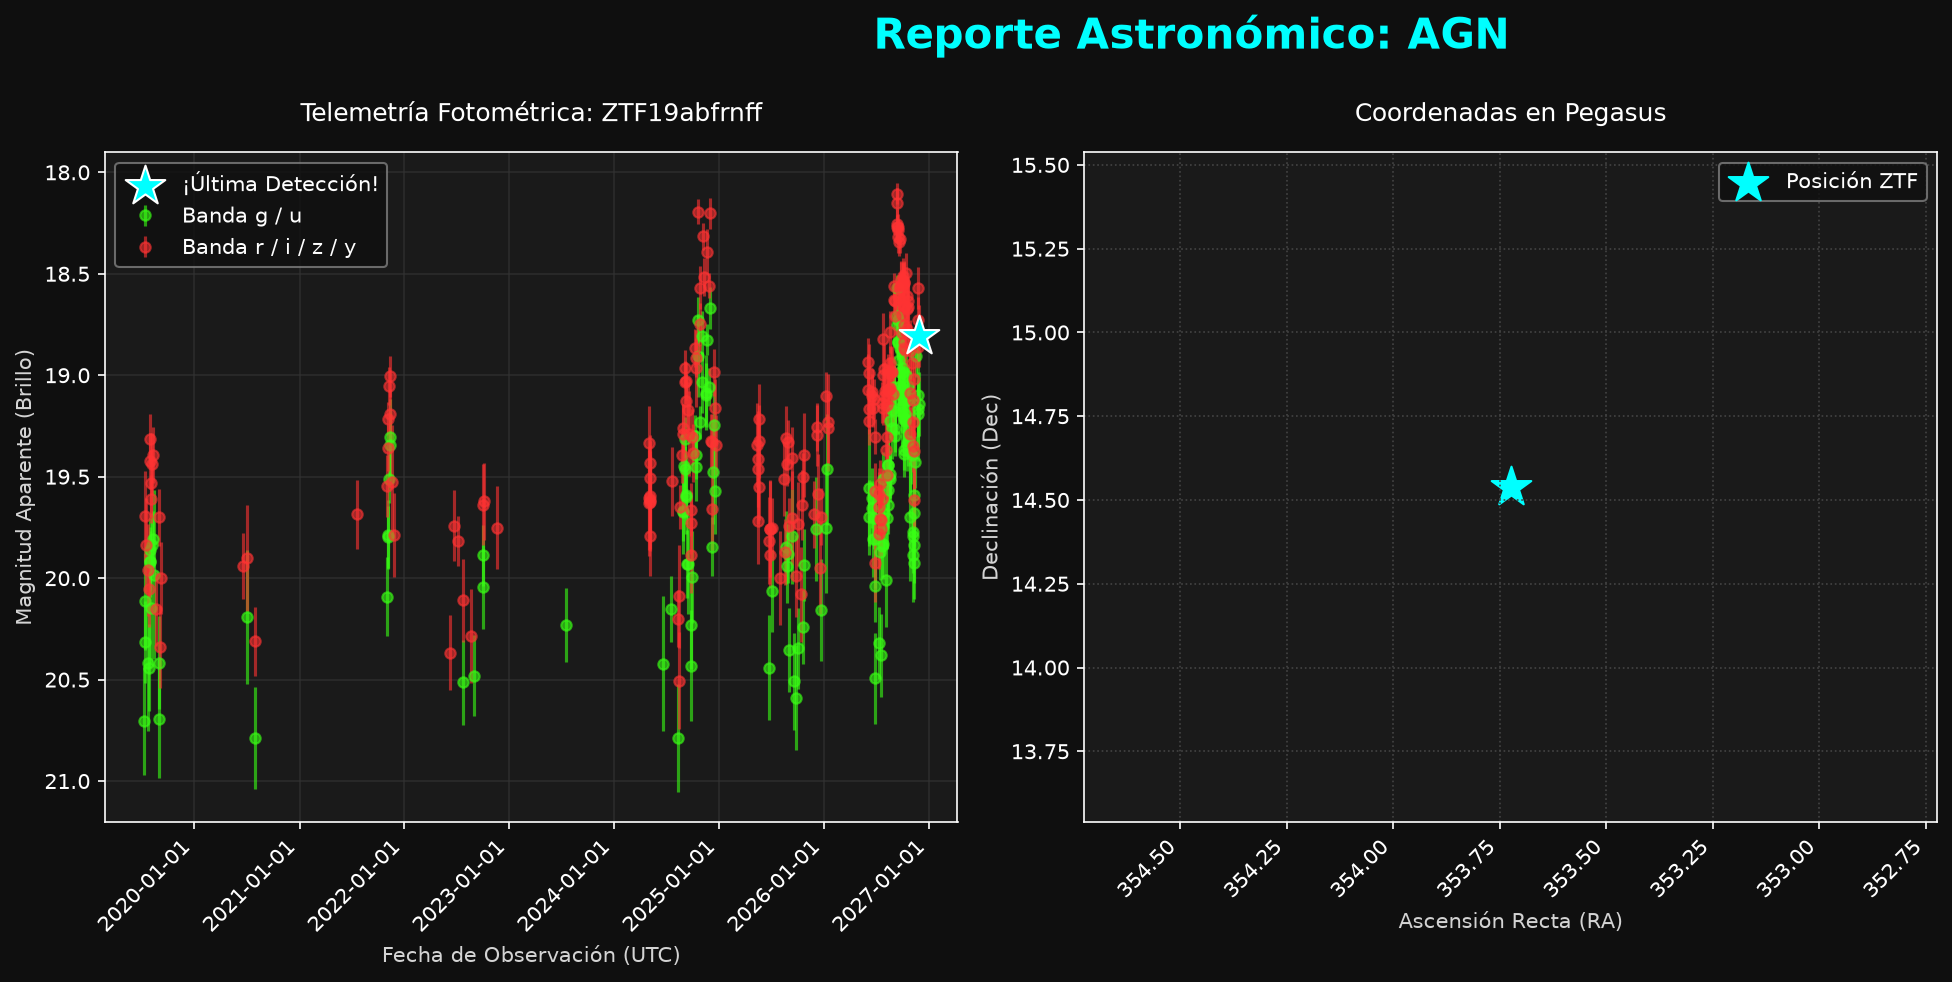 Reporte Astronómico: AGN
Telemetría Fotométrica: ZTF19abfrnff
¡Última Detección!
Banda g / u
Banda r / i / z / y
Magnitud Aparente (Brillo)
18.0
18.5
19.0
19.5
20.0
20.5
21.0
2020-01-01
2021-01-01
2022-01-01
2023-01-01
2024-01-01
2025-01-01
2026-01-01
2027-01-01
Fecha de Observación (UTC)
Coordenadas en Pegasus
Posición ZTF
Declinación (Dec)
15.50
15.25
15.00
14.75
14.50
14.25
14.00
13.75
354.50
354.25
354.00
353.75
353.50
353.25
353.00
352.75
Ascensión Recta (RA)